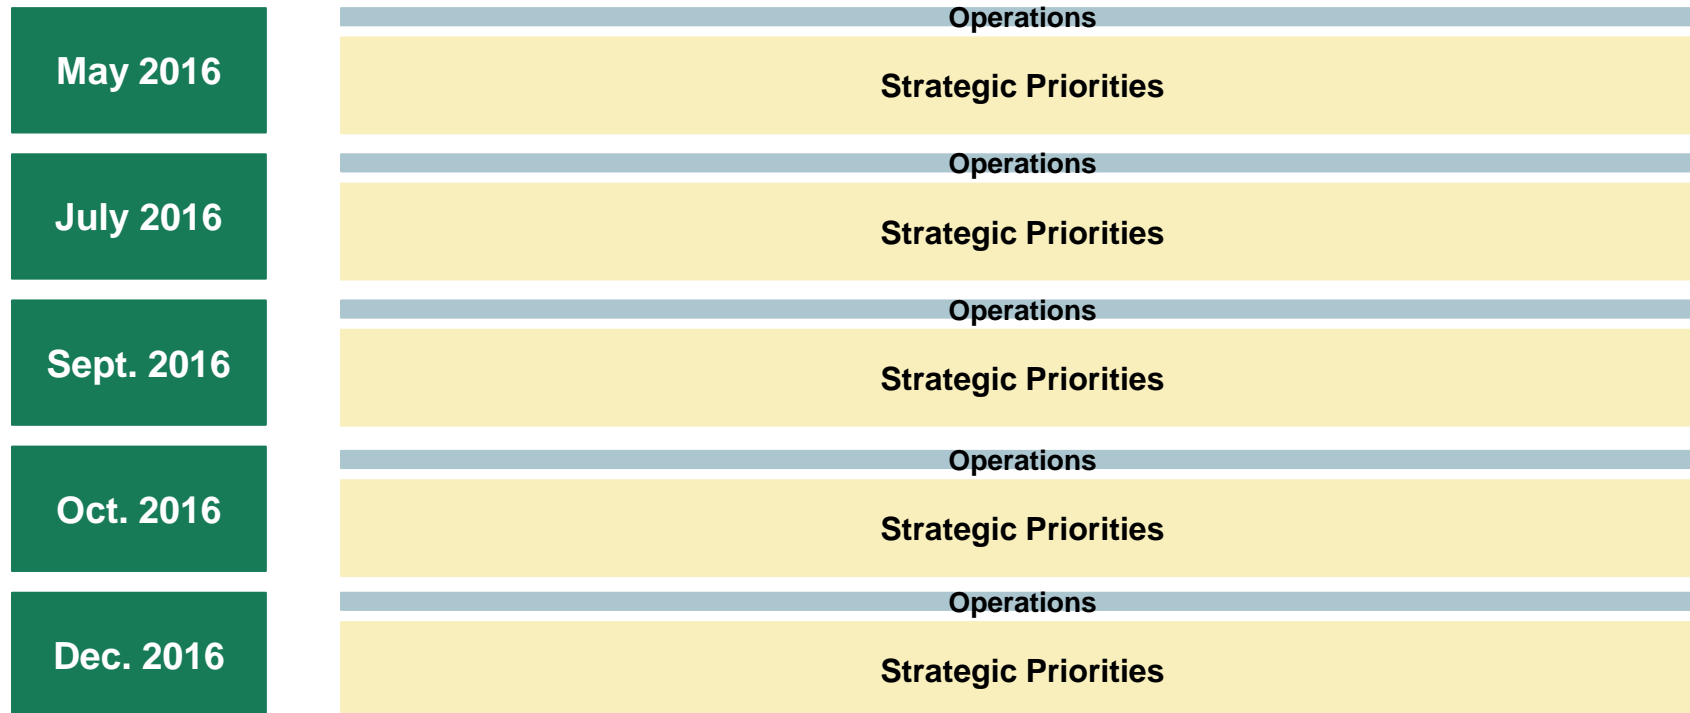 Operations
May 2016
Strategic Priorities
Operations
July 2016
Strategic Priorities
Operations
Sept. 2016
Strategic Priorities
Operations
Oct. 2016
Strategic Priorities
Operations
Dec. 2016
Strategic Priorities